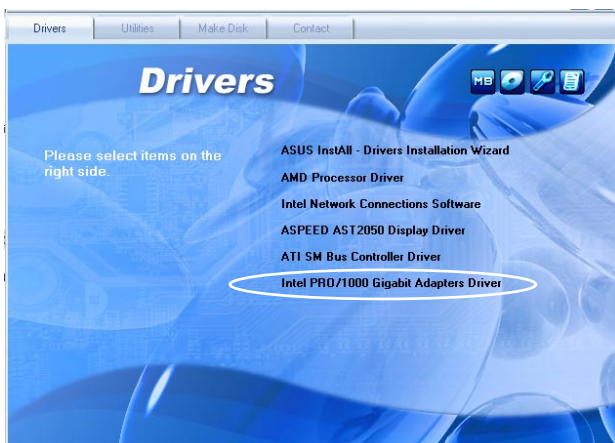 Drivers
Utilities
Make Disk
Contact
Drivers
MB
Please select items on the
right side.
ASUS InstAll - Drivers Installation Wizard
AMD Processor Driver
Intel Network Connections Software
ASPEED AST2050 Display Driver
ATI SM Bus Controller Driver
Intel PRO/1000 Gigabit Adapters Driver